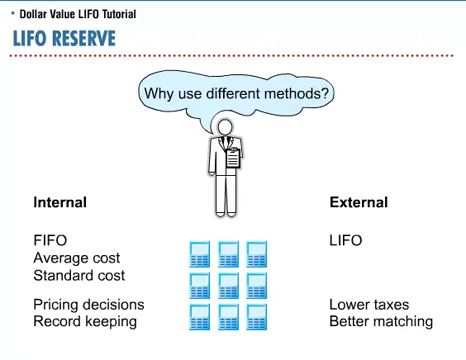 • Dollar Value LIFO Tutorial
LIFO RESERVE
Why use different methods?
Internal
External
FIFO
LIFO
Average cost
Standard cost
Pricing decisions
Lower taxes
Record keeping
Better matching